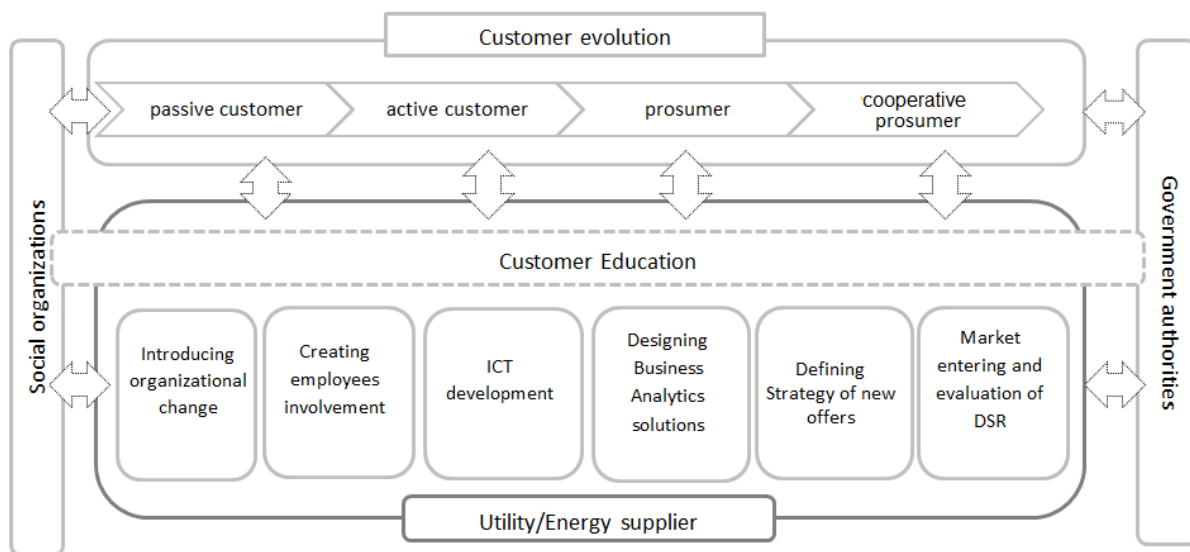 Customer evolution
Social organizations
passive customer
active customer
prosumer
cooperative
prosumer
Government authorities
Customer Education
Introducing
organizational
change
Creating
employees
involvement
ICT
development
Designing
Business
Analytics
solutions
Defining
Strategy of new
offers
Market
entering and
evaluation of
DSR
Utility/Energy supplier